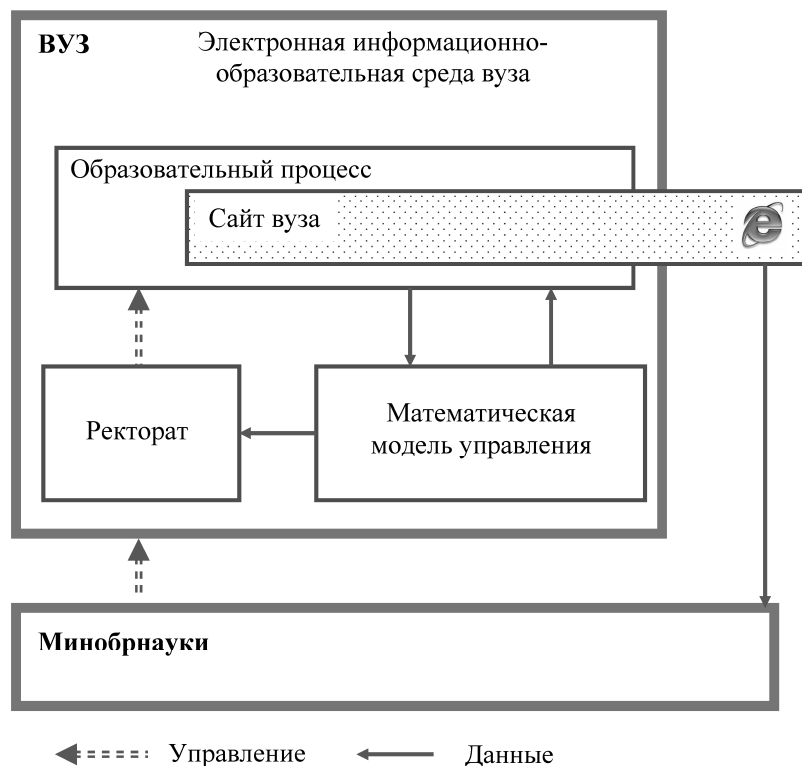 ВУЗ
Электронная информационно-
образовательная среда вуза
Образовательный процесс
Сайт вуза
Ректорат
Математическая
модель управления
Минобрнауки
Управление
Данные